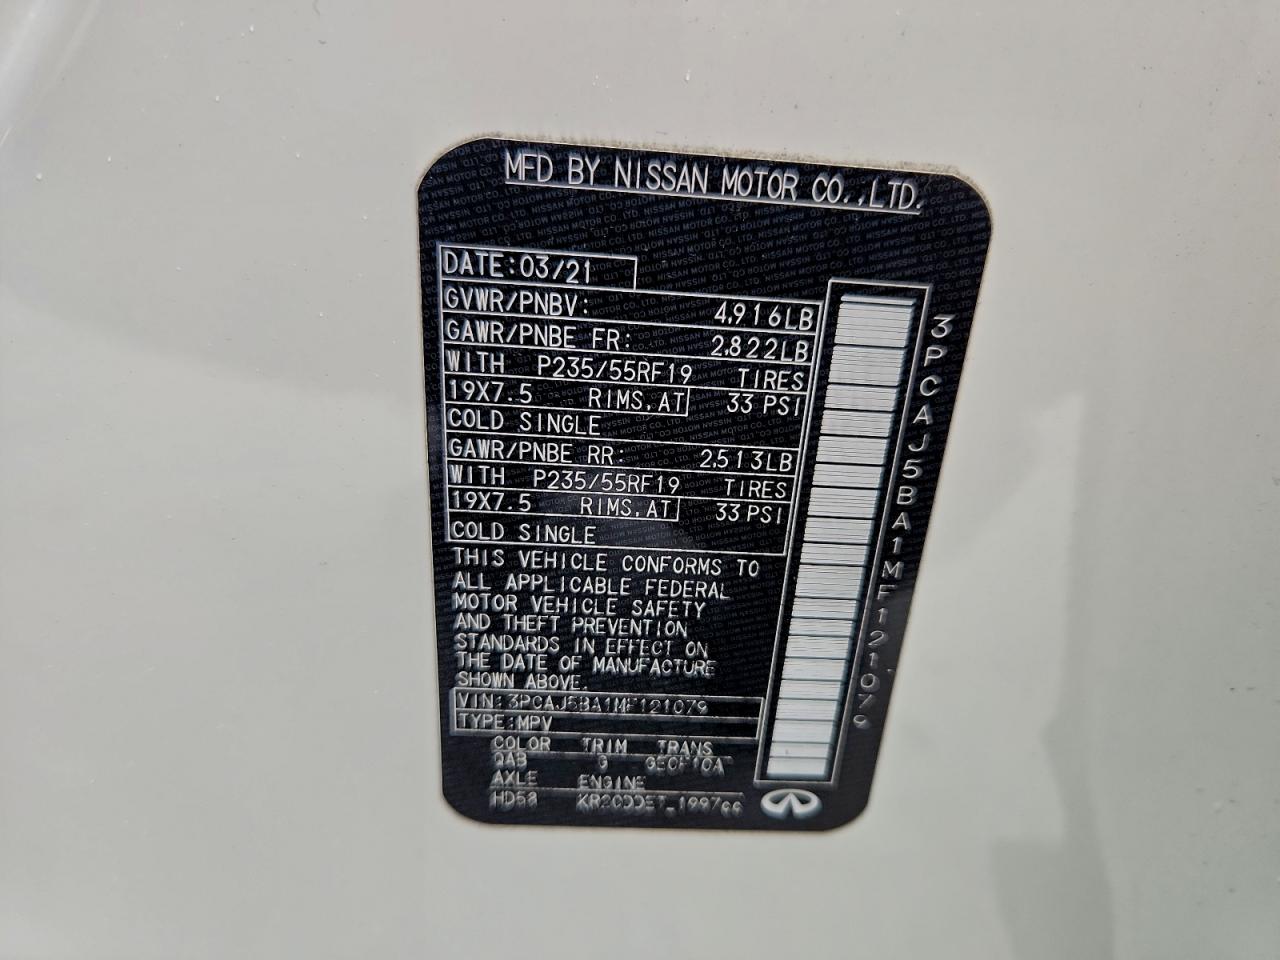 MFD BY NISSAN MOTOR CO.,LTD.
DATE:03/21
GVWR/PNBV: 4,916LB
GAWR/PNBE FR: 2,822LB
WITH P235/55RF19 TIRES
19X7.5 RIMS,AT 33 PSI
COLD SINGLE
GAWR/PNBE RR: 2,513LB
WITH P235/55RF19 TIRES
19X7.5 RIMS,AT 33 PSI
COLD SINGLE
THIS VEHICLE CONFORMS TO
ALL APPLICABLE FEDERAL
MOTOR VEHICLE SAFETY
AND THEFT PREVENTION
STANDARDS IN EFFECT ON
THE DATE OF MANUFACTURE
SHOWN ABOVE.
VIN:3PCAJ5BA1MF121079
TYPE:MPV
COLOR TRIM TRANS
QAB G
AXLE ENGINE
HD58 1997cc
3PCAJ5BA1MF121079